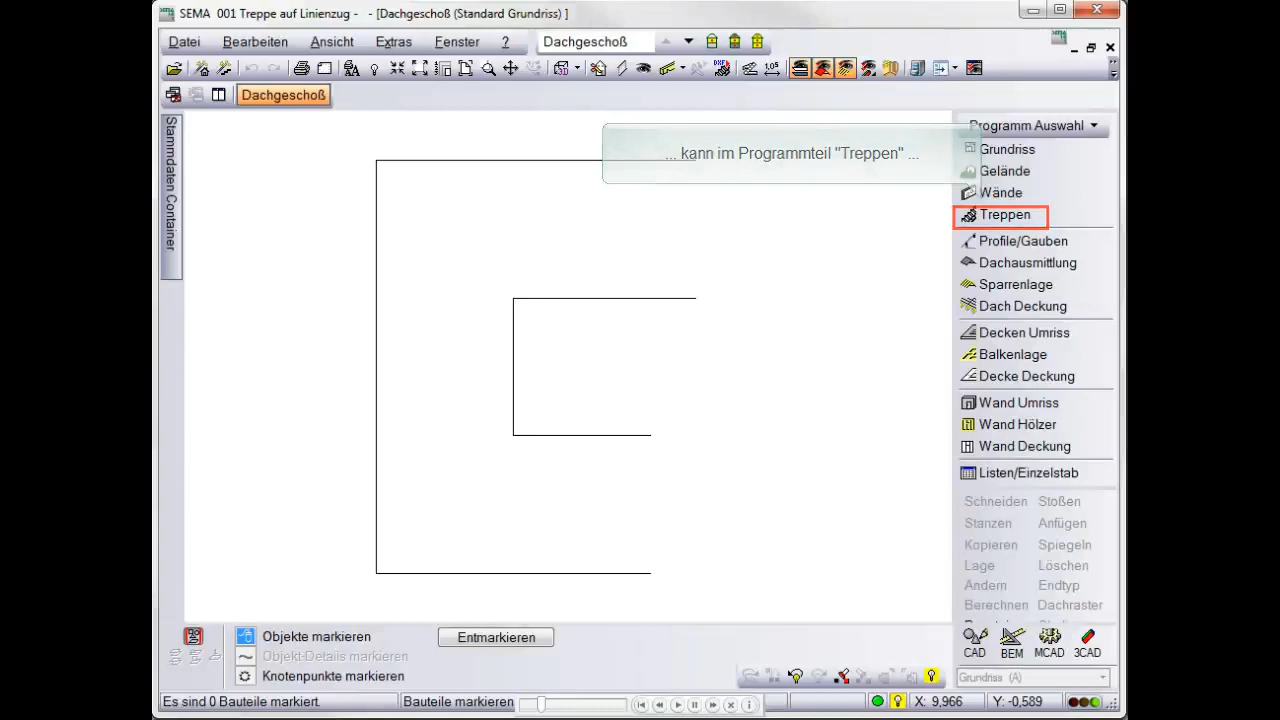 SEMA 001 Treppe auf Linienzug - - [Dachgeschoß (Standard Grundriss) ]
Datei Bearbeiten Ansicht Extras Fenster ? Dachgeschoß
DXF 1,05
Dachgeschoß
Stammdaten Container
... kann im Programmteil "Treppen" ...
Programm Auswahl
Grundriss
Gelände
Wände
Treppen
Profile/Gauben
Dachausmittlung
Sparrenlage
Dach Deckung
Decken Umriss
Balkenlage
Decke Deckung
Wand Umriss
Wand Hölzer
Wand Deckung
Listen/Einzelstab
Schneiden Stoßen
Stanzen Anfügen
Kopieren Spiegeln
Lage Löschen
Ändern Endtyp
Berechnen Dachraster
CAD BEM MCAD 3CAD
Grundriss (A)
Objekte markieren Entmarkieren
Objekt-Details markieren
Knotenpunkte markieren
Es sind 0 Bauteile markiert. Bauteile markieren X: 9,966 Y: -0,589